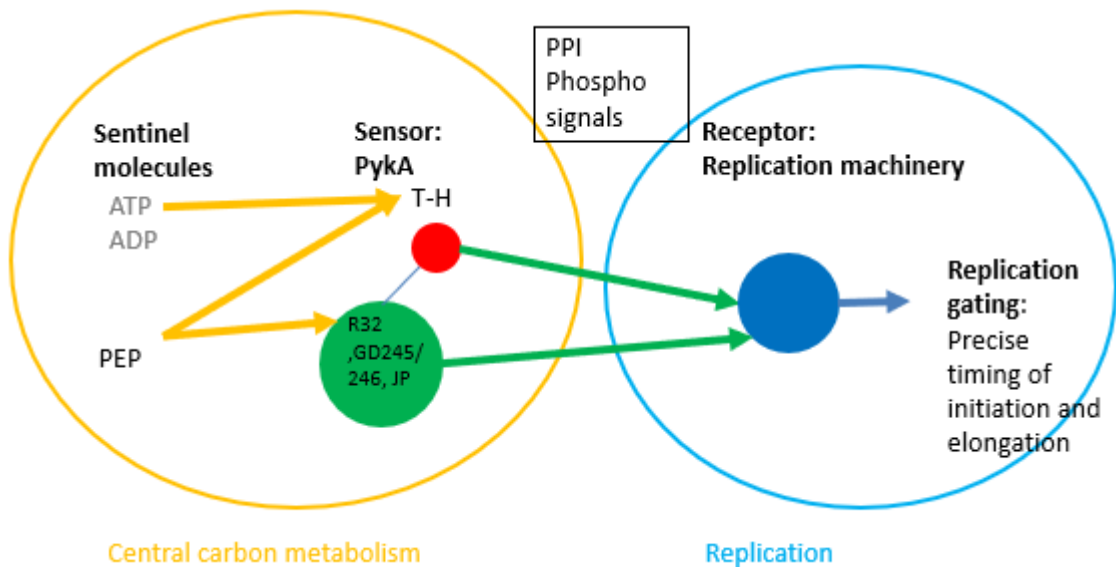 PPI
Phospho
signals
Sentinel
molecules
ATP
ADP
PEP
Sensor:
PykA
T-H
R32
,GD245/
246, JP
Receptor:
Replication machinery
Replication
gating:
Precise
timing of
initiation and
elongation
Central carbon metabolism
Replication